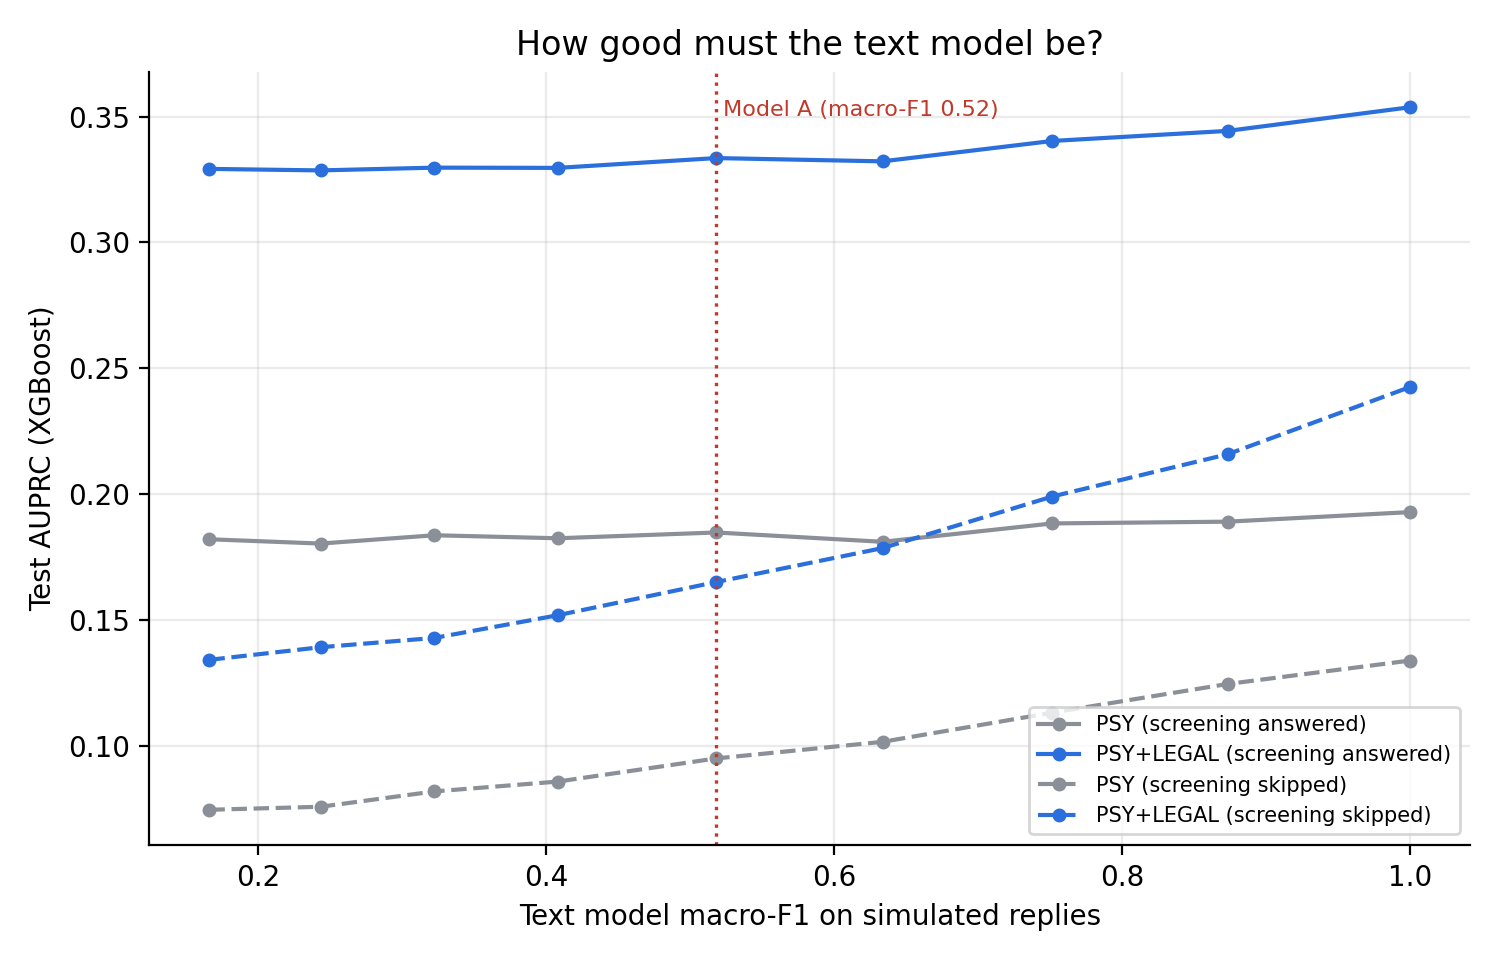 How good must the text model be?
Model A (macro-F1 0.52)
0.35
0.30
0.25
0.20
0.15
0.10
Test AUPRC (XGBoost)
PSY (screening answered)
PSY+LEGAL (screening answered)
PSY (screening skipped)
PSY+LEGAL (screening skipped)
0.2 0.4 0.6 0.8 1.0
Text model macro-F1 on simulated replies